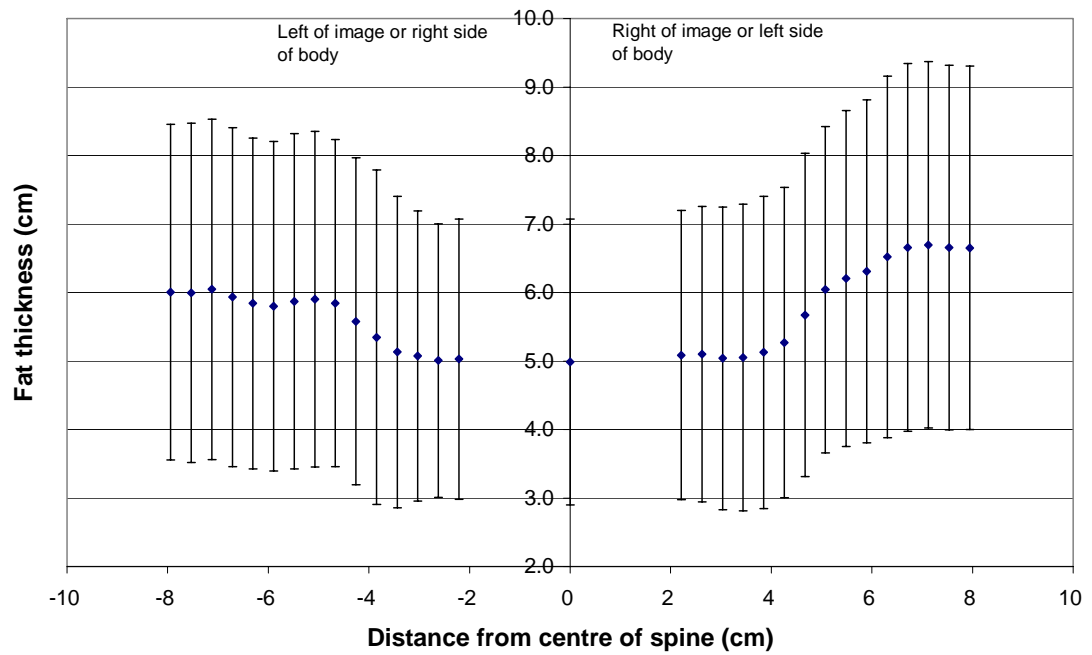 Left of image or right side
of body
Right of image or left side
of body
10.0
9.0
8.0
7.0
6.0
5.0
4.0
3.0
2.0
Fat thickness (cm)
-10 -8 -6 -4 -2 0 2 4 6 8 10
Distance from centre of spine (cm)